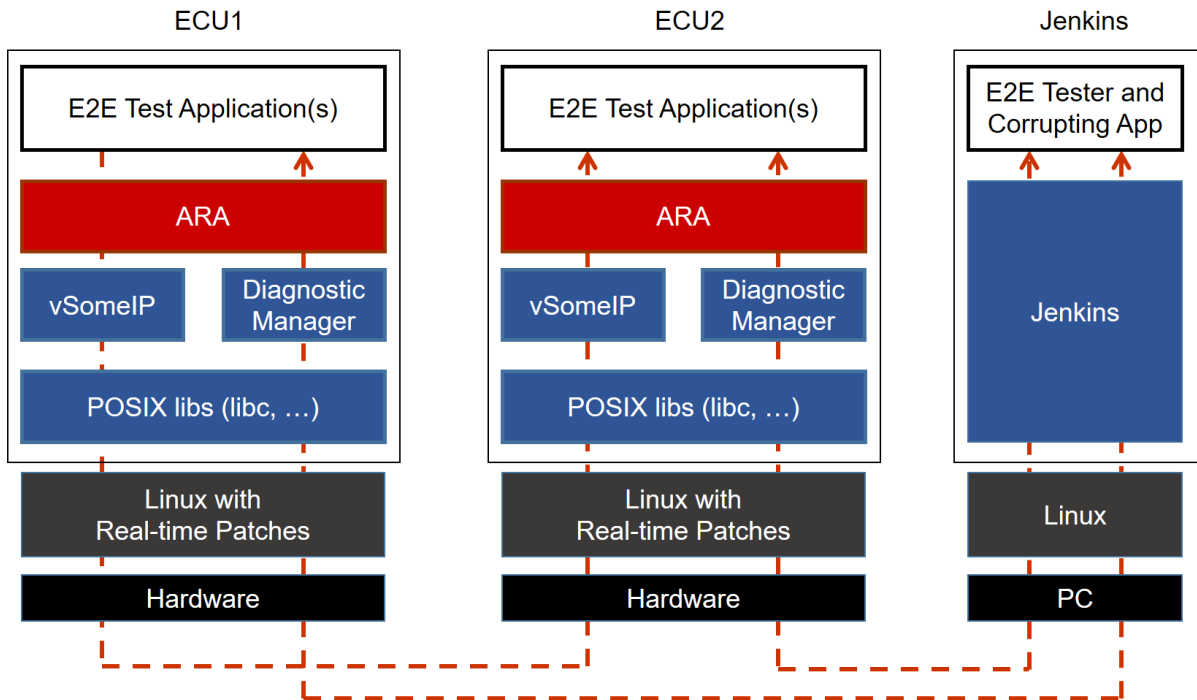 ECU1
E2E Test Application(s)
ARA
vSomeIP
Diagnostic
Manager
POSIX libs (libc, …)
Linux with
Real-time Patches
Hardware
ECU2
E2E Test Application(s)
ARA
vSomeIP
Diagnostic
Manager
POSIX libs (libc, …)
Linux with
Real-time Patches
Hardware
Jenkins
E2E Tester and
Corrupting App
Jenkins
Linux
PC